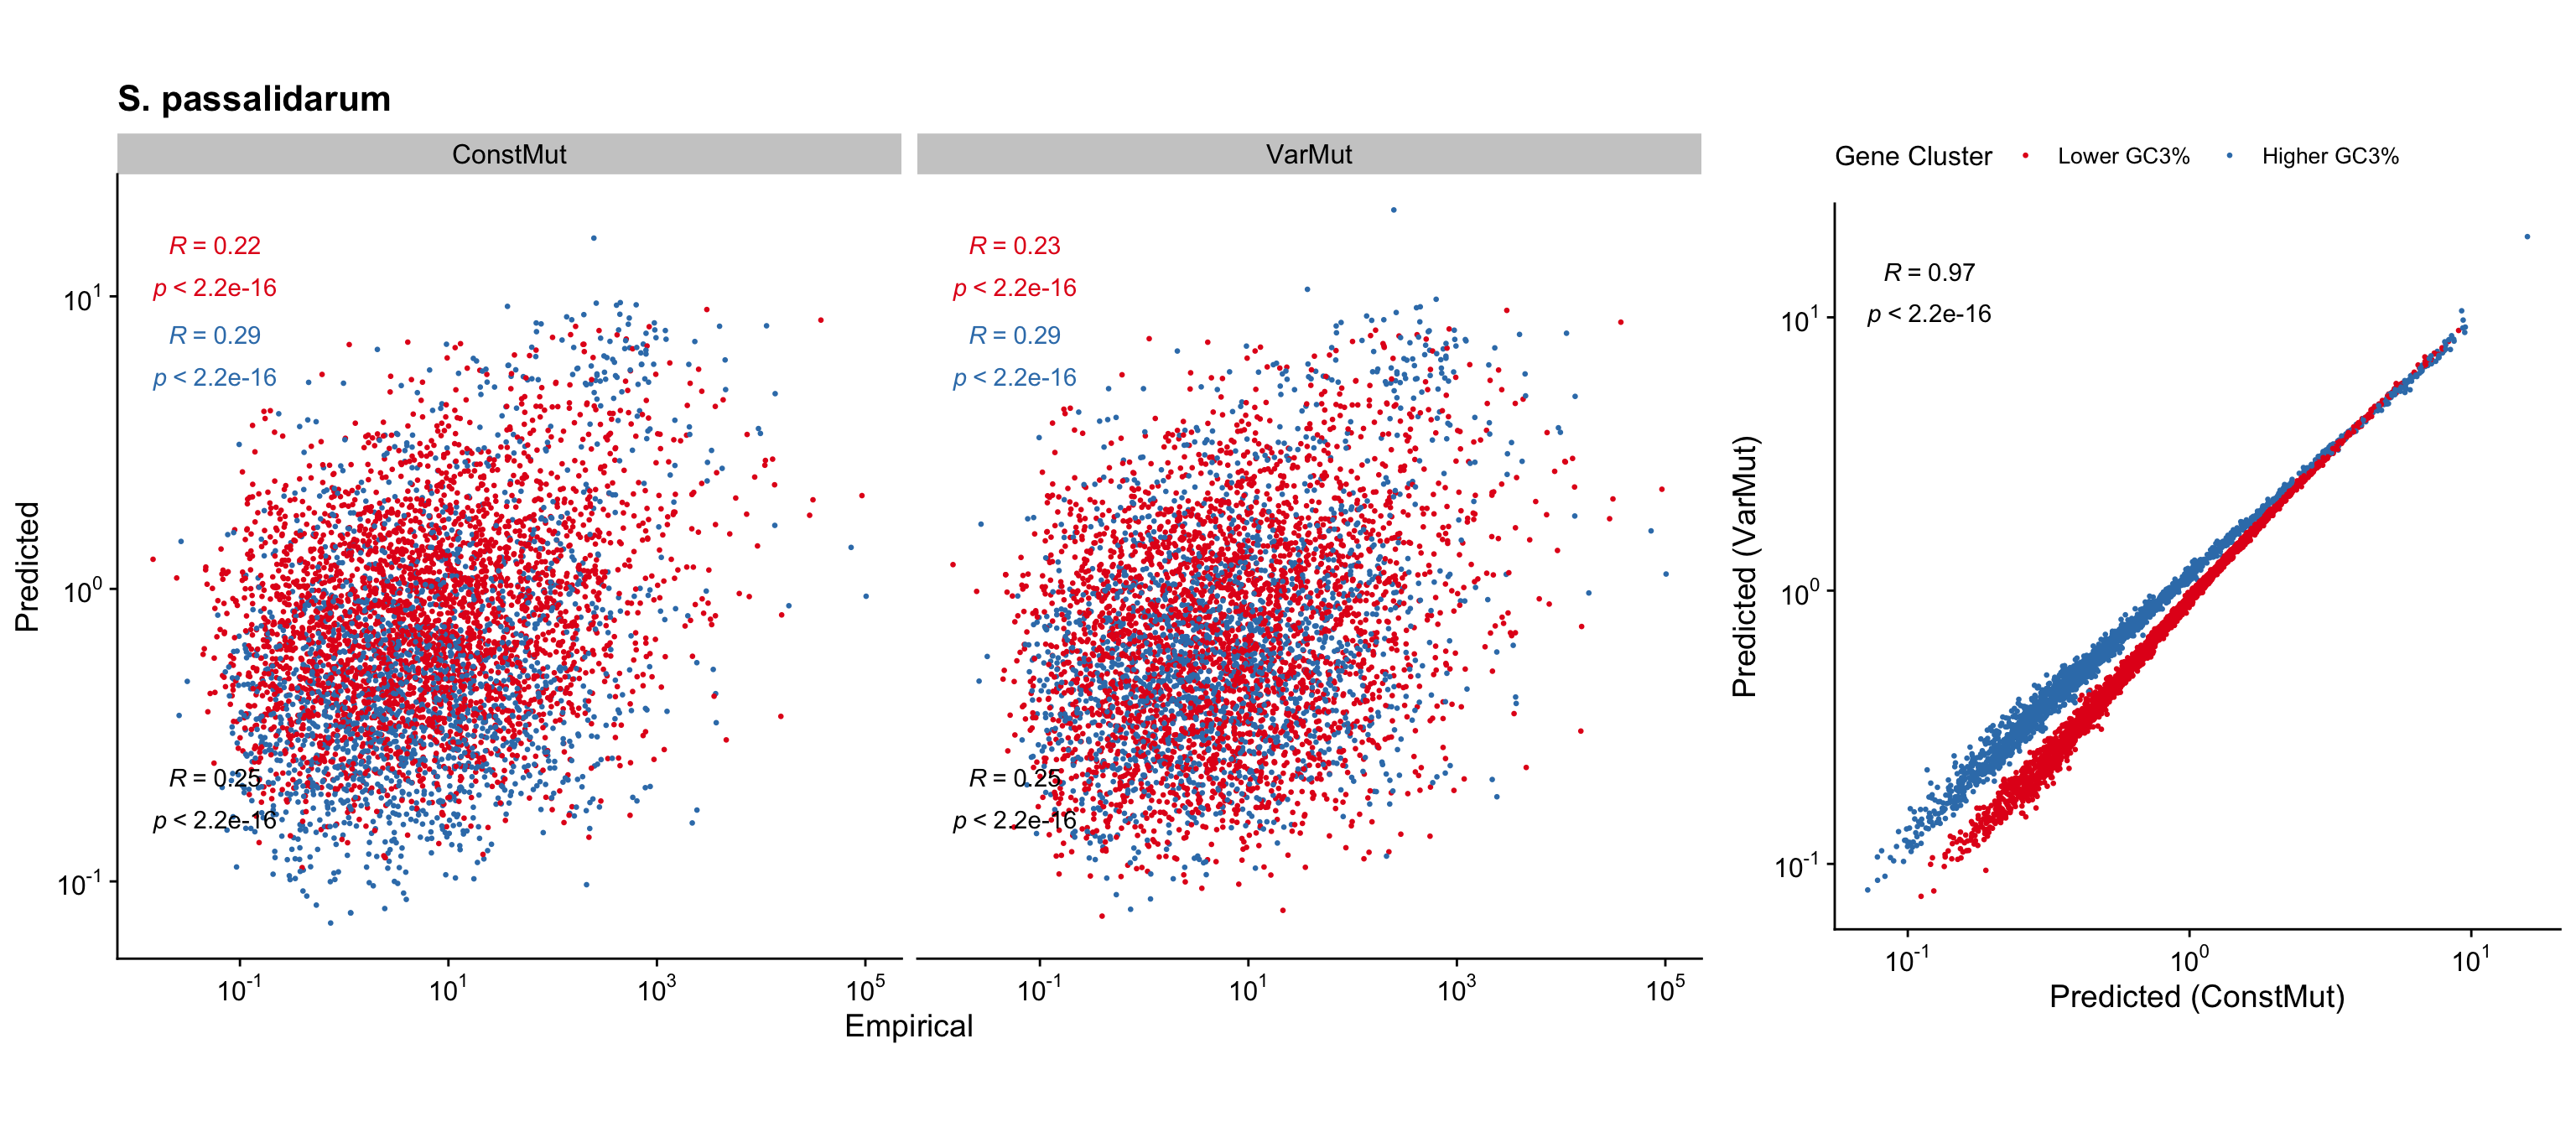 S. passalidarum
ConstMut
VarMut
Gene Cluster Lower GC3% Higher GC3%
R = 0.22
p < 2.2e-16
R = 0.29
p < 2.2e-16
R = 0.25
p < 2.2e-16
R = 0.23
p < 2.2e-16
R = 0.29
p < 2.2e-16
R = 0.25
p < 2.2e-16
R = 0.97
p < 2.2e-16
Predicted
10¹
10⁰
10⁻¹
10⁻¹ 10¹ 10³ 10⁵
10⁻¹ 10¹ 10³ 10⁵
Empirical
Predicted (VarMut)
10¹
10⁰
10⁻¹
10⁻¹ 10⁰ 10¹
Predicted (ConstMut)